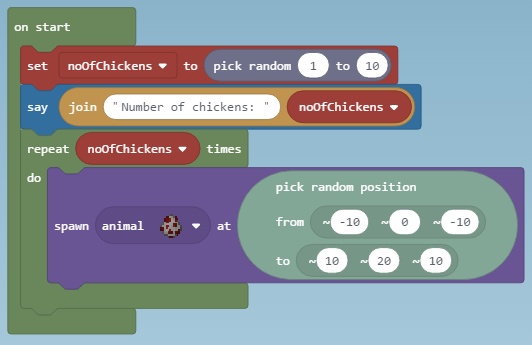 on start
set noOfChickens to pick random 1 to 10
say join "Number of chickens: " noOfChickens
repeat noOfChickens times
do
pick random position
spawn animal at from ~-10 ~0 ~-10
to ~10 ~20 ~10